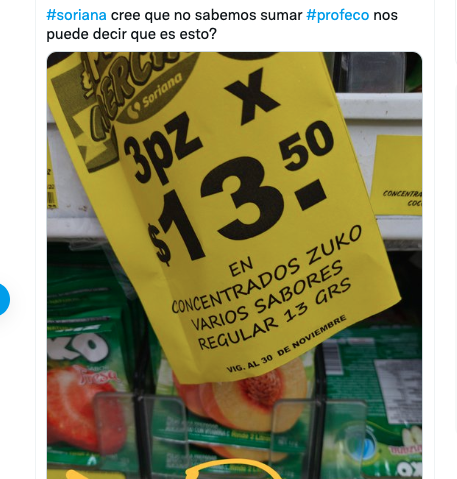 #soriana cree que no sabemos sumar #profeco nos
puede decir que es esto?
Soriana
3pz X
$13.50
EN
CONCENTRADOS ZUKO
VARIOS SABORES
REGULAR 13 GRS
VIG. AL 30 DE NOVIEMBRE
CONCENTRA